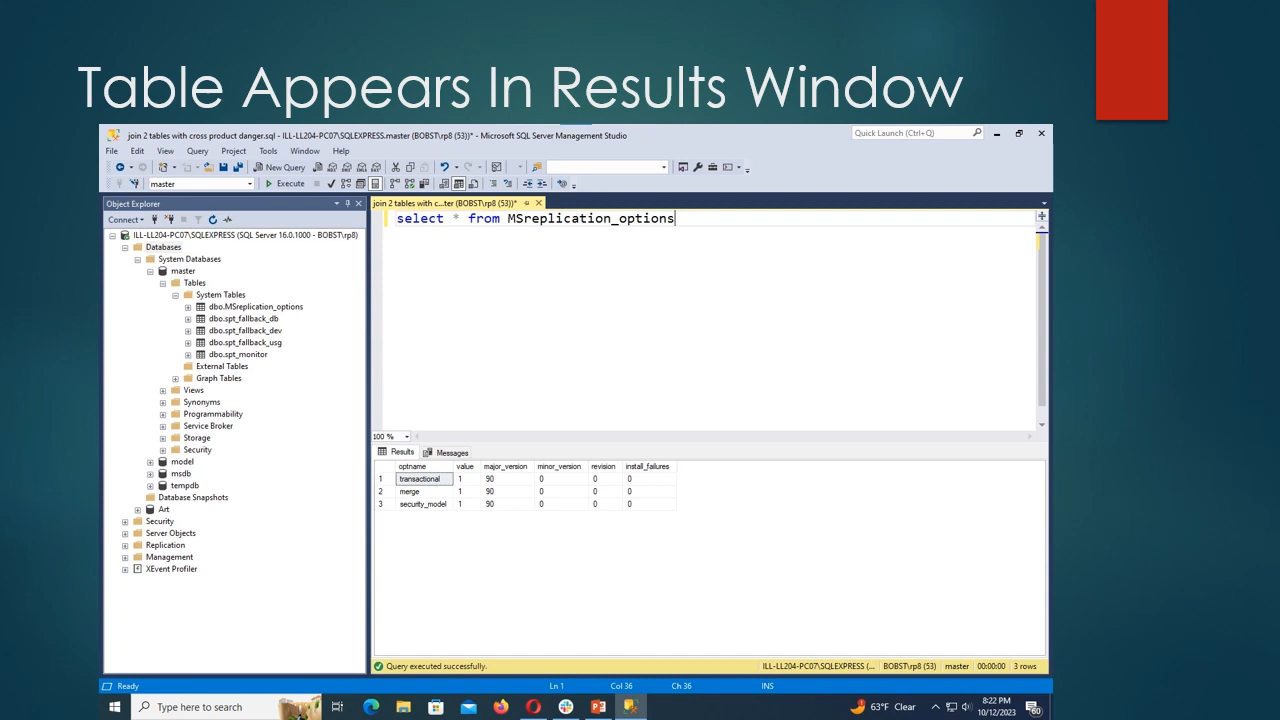 Table Appears In Results Window
join 2 tables with cross product danger.sql - ILL-LL204-PC07\SQLEXPRESS.master (BOBST\rp8 (53))* - Microsoft SQL Server Management Studio
Quick Launch (Ctrl+Q)
File Edit View Query Project Tools Window Help
New Query
master
Execute
Object Explorer
Connect
ILL-LL204-PC07\SQLEXPRESS (SQL Server 16.0.1000 - BOBST\rp8)
Databases
System Databases
master
Tables
System Tables
dbo.MSreplication_options
dbo.spt_fallback_db
dbo.spt_fallback_dev
dbo.spt_fallback_usg
dbo.spt_monitor
External Tables
Graph Tables
Views
Synonyms
Programmability
Service Broker
Storage
Security
model
msdb
tempdb
Database Snapshots
Art
Security
Server Objects
Replication
Management
XEvent Profiler
join 2 tables with c...ter (BOBST\rp8 (53))*
select * from MSreplication_options
100 %
Results Messages
optname value major_version minor_version revision install_failures
1 transactional 1 90 0 0 0
2 merge 1 90 0 0 0
3 security_model 1 90 0 0 0
Query executed successfully.
ILL-LL204-PC07\SQLEXPRESS (... BOBST\rp8 (53) master 00:00:00 3 rows
Ready
Ln 1 Col 36 Ch 36 INS
Type here to search
63°F Clear
8:22 PM
10/12/2023
60